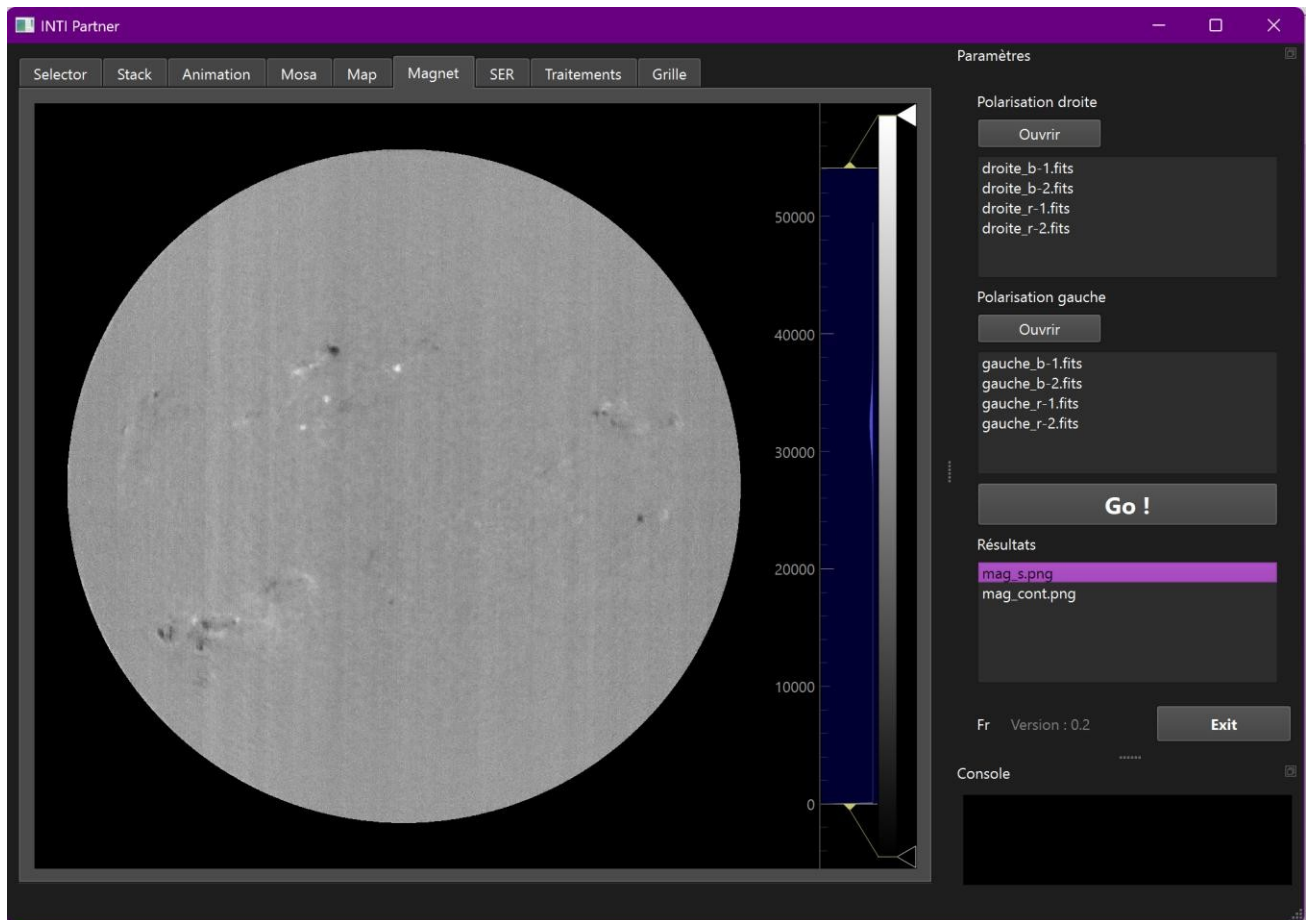 INTI Partner
Selector Stack Animation Mosa Map Magnet SER Traitements Grille
50000
40000
30000
20000
10000
0
Paramètres
Polarisation droite
Ouvrir
droite_b-1.fits
droite_b-2.fits
droite_r-1.fits
droite_r-2.fits
Polarisation gauche
Ouvrir
gauche_b-1.fits
gauche_b-2.fits
gauche_r-1.fits
gauche_r-2.fits
Go !
Résultats
mag_s.png
mag_cont.png
Fr Version : 0.2 Exit
Console